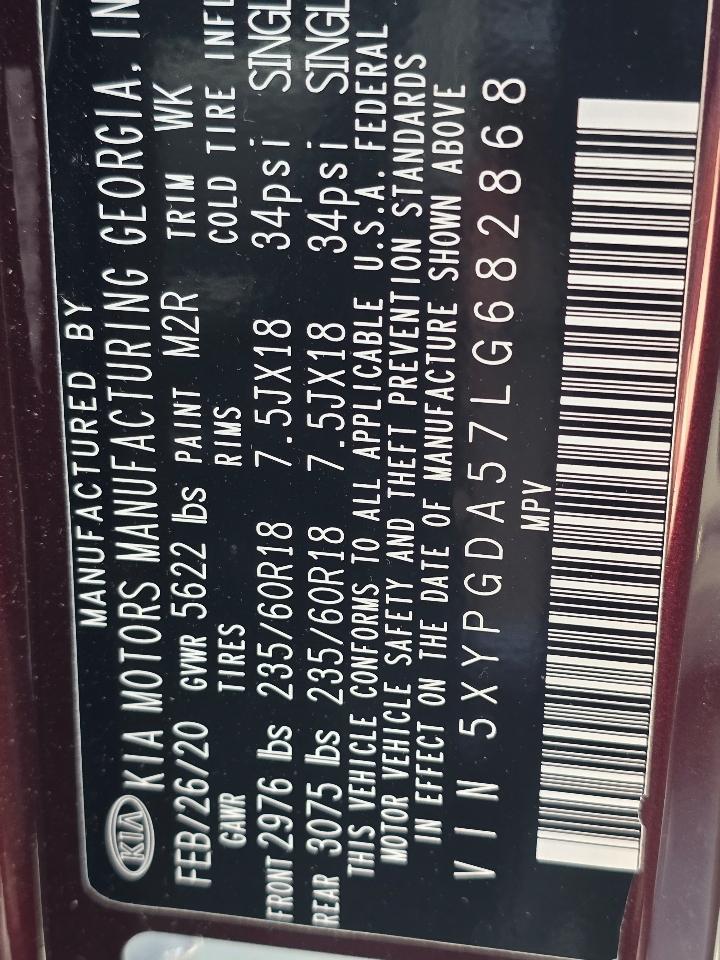 MANUFACTURED BY
KIA KIA MOTORS MANUFACTURING GEORGIA, IN
FEB/26/20 GVWR 5622 lbs PAINT M2R TRIM WK
GAWR TIRES RIMS COLD TIRE INFL
FRONT 2976 lbs 235/60R18 7.5JX18 34psi SINGL
REAR 3075 lbs 235/60R18 7.5JX18 34psi SINGL
THIS VEHICLE CONFORMS TO ALL APPLICABLE U.S.A. FEDERAL
MOTOR VEHICLE SAFETY AND THEFT PREVENTION STANDARDS
IN EFFECT ON THE DATE OF MANUFACTURE SHOWN ABOVE
VIN 5XYPGDA57LG682868
MPV